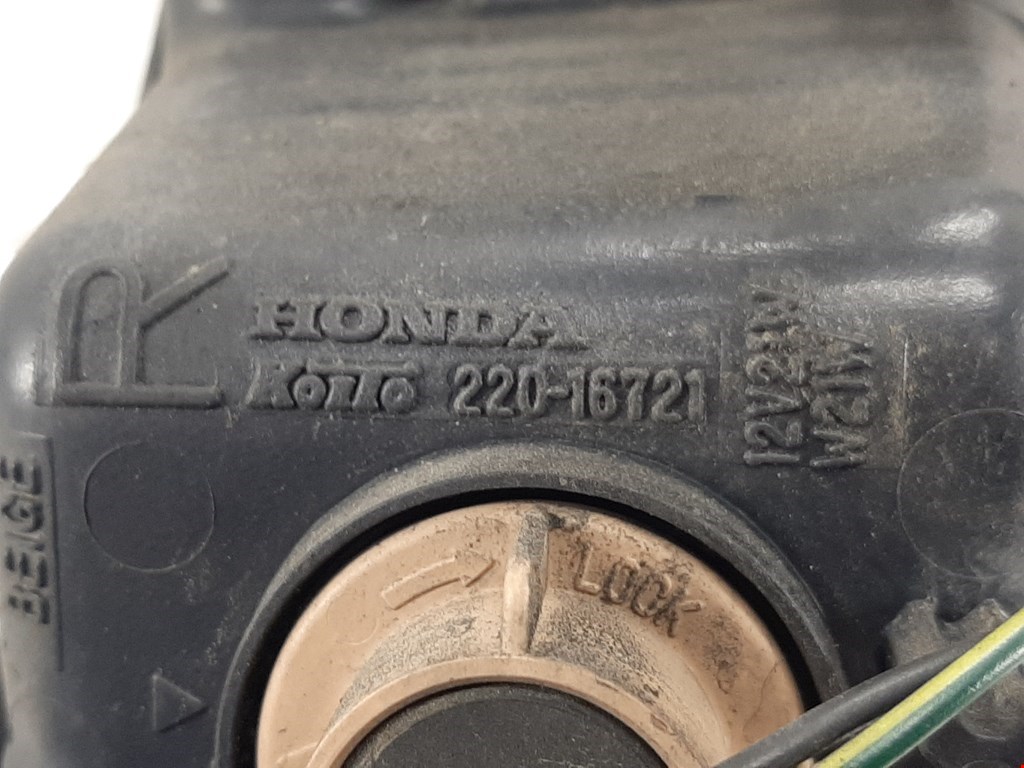 R
HONDA
KOITO 220-16721
12V21W
W21W
BEIGE
LOCK